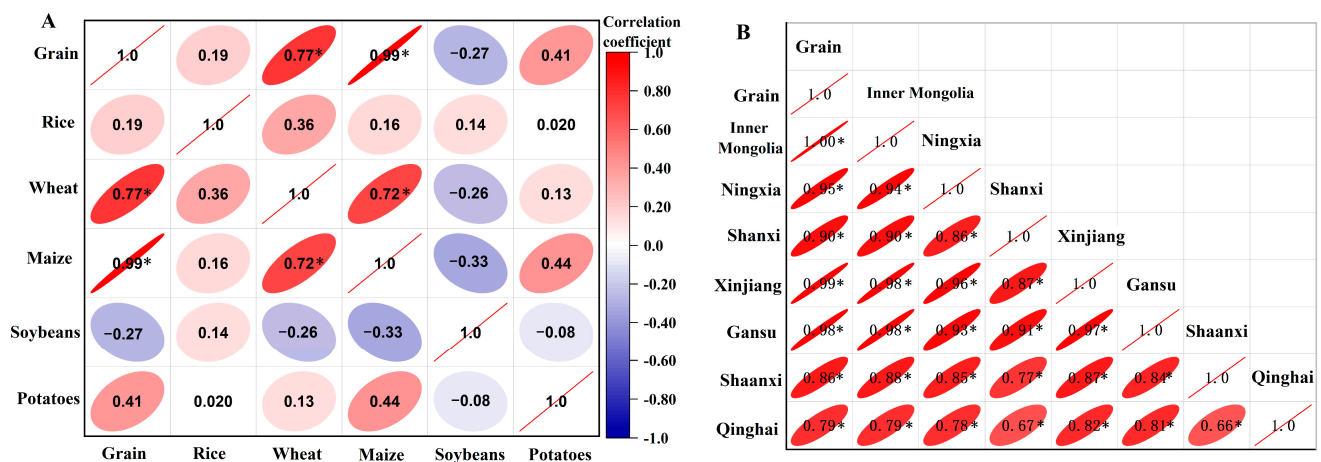 A
Correlation
coefficient
Grain 1.0 0.19 0.77* 0.99* −0.27 0.41
Rice 0.19 1.0 0.36 0.16 0.14 0.020
Wheat 0.77* 0.36 1.0 0.72* −0.26 0.13
Maize 0.99* 0.16 0.72* 1.0 −0.33 0.44
Soybeans −0.27 0.14 −0.26 −0.33 1.0 −0.08
Potatoes 0.41 0.020 0.13 0.44 −0.08 1.0
Grain Rice Wheat Maize Soybeans Potatoes
1.0
0.80
0.60
0.40
0.20
0.0
−0.20
−0.40
−0.60
−0.80
−1.0
B
Grain
Grain 1.0 Inner Mongolia
Inner
Mongolia 1.00* 1.0 Ningxia
Ningxia 0.95* 0.94* 1.0 Shanxi
Shanxi 0.90* 0.90* 0.86* 1.0 Xinjiang
Xinjiang 0.99* 0.98* 0.96* 0.87* 1.0 Gansu
Gansu 0.98* 0.98* 0.93* 0.91* 0.97* 1.0 Shaanxi
Shaanxi 0.86* 0.88* 0.85* 0.77* 0.87* 0.84* 1.0 Qinghai
Qinghai 0.79* 0.79* 0.78* 0.67* 0.82* 0.81* 0.66* 1.0